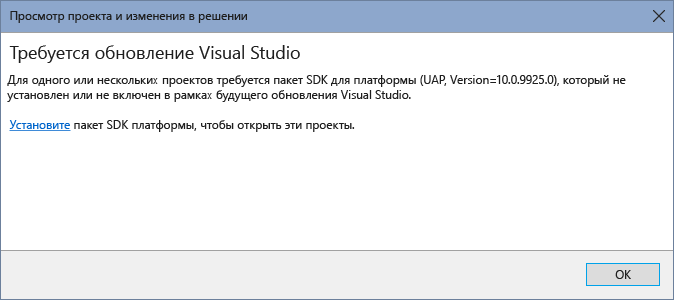 Просмотр проекта и изменения в решении
Требуется обновление Visual Studio
Для одного или нескольких проектов требуется пакет SDK для платформы (UAP, Version=10.0.9925.0), который не
установлен или не включен в рамках будущего обновления Visual Studio.
Установите пакет SDK платформы, чтобы открыть эти проекты.
OK